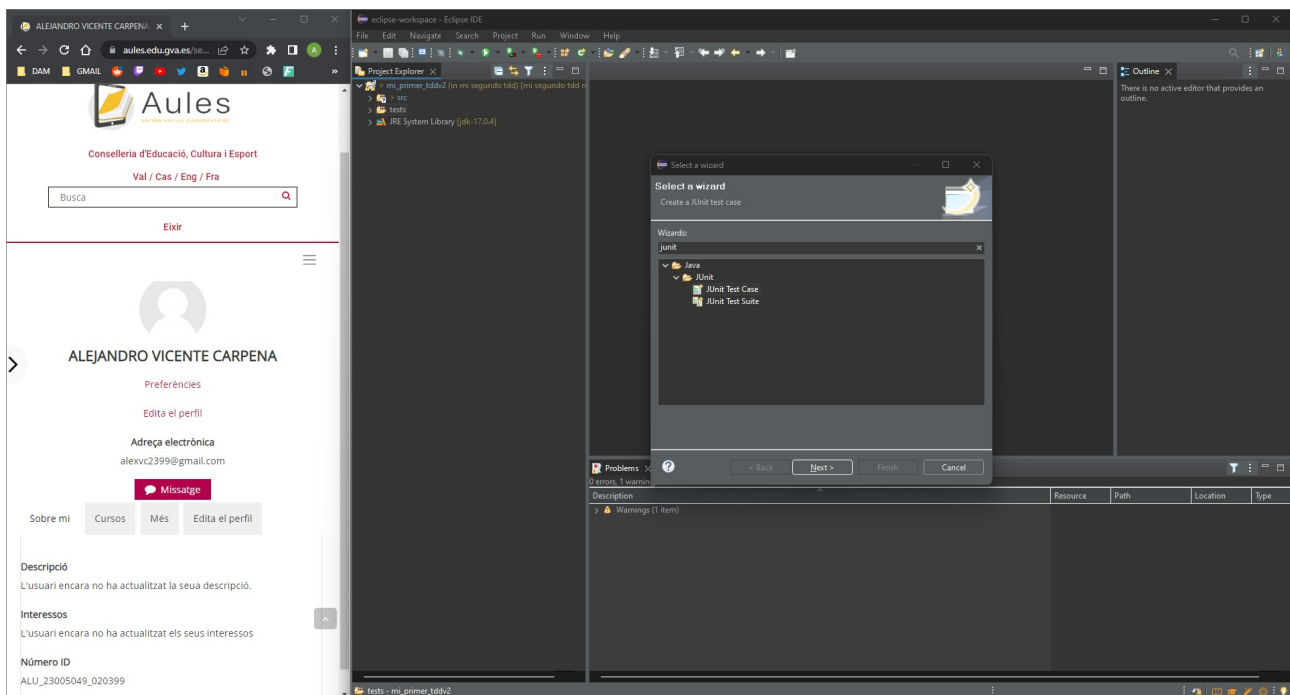 ALEJANDRO VICENTE CARPENA:
aules.edu.gva.es/se...
DAM
GMAIL
Aules
Conselleria d'Educació, Cultura i Esport
Val / Cas / Eng / Fra
Busca
Eixir
ALEJANDRO VICENTE CARPENA
Preferències
Edita el perfil
Adreça electrònica
alexvc2399@gmail.com
Missatge
Sobre mi Cursos Més Edita el perfil
Descripció
L'usuari encara no ha actualitzat la seua descripció.
Interessos
L'usuari encara no ha actualitzat els seus interessos
Número ID
ALU_23005049_020399
eclipse-workspace - Eclipse IDE
File Edit Navigate Search Project Run Window Help
Project Explorer
> mi_primer_tddv2 (in mi segundo tdd) [mi segundo tdd
> src
tests
JRE System Library [jdk-17.0.4]
Outline
There is no active editor that provides an
outline.
Select a wizard
Select a wizard
Create a JUnit test case
Wizards:
junit
Java
JUnit
JUnit Test Case
JUnit Test Suite
< Back Next > Finish Cancel
Problems
0 errors, 1 warnin
Description Resource Path Location Type
Warnings (1 item)
tests - mi_primer_tddv2